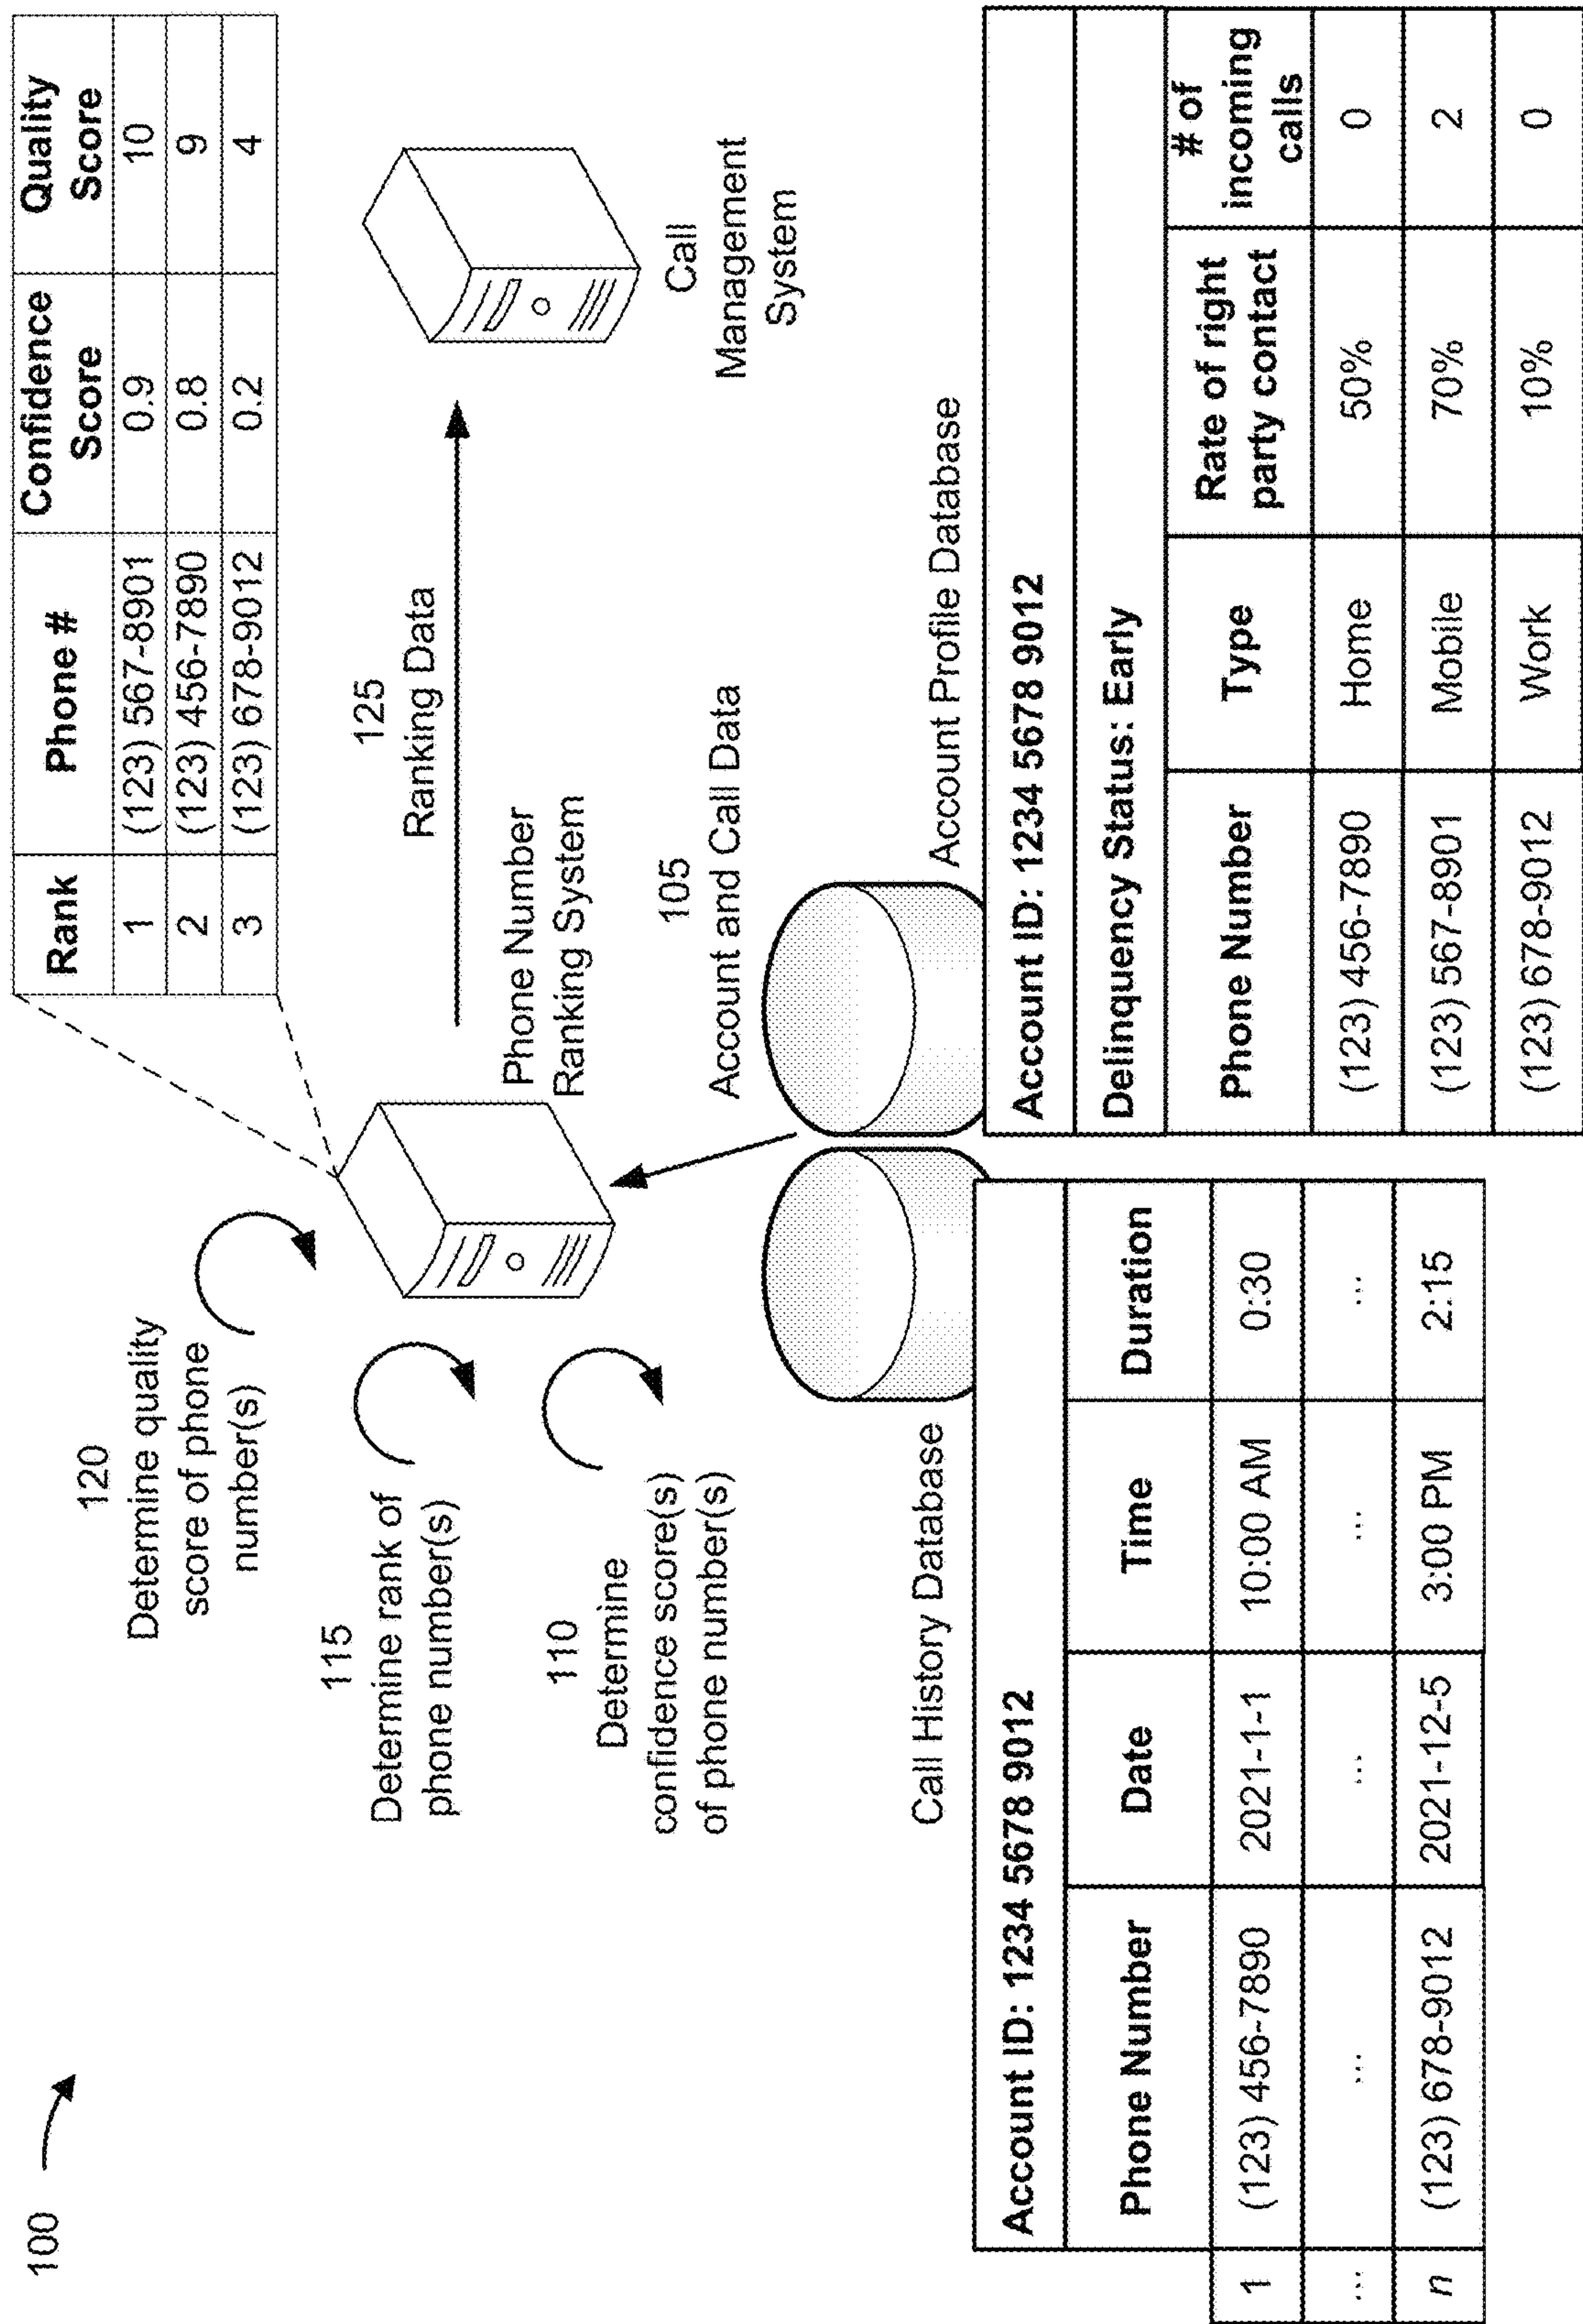 100
120
Determine quality
score of phone
number(s)
115
Determine rank of
phone number(s)
110
Determine
confidence score(s)
of phone number(s)
Rank Phone # Confidence Score Quality Score
1 (123) 567-8901 0.9 10
2 (123) 456-7890 0.8 9
3 (123) 678-9012 0.2 4
125
Ranking Data
Phone Number
Ranking System
Call
Management
System
105
Account and Call Data
Call History Database
Account Profile Database
Account ID: 1234 5678 9012
Phone Number Date Time Duration
1 (123) 456-7890 2021-1-1 10:00 AM 0:30
... ... ... ... ...
n (123) 678-9012 2021-12-5 3:00 PM 2:15
Account ID: 1234 5678 9012
Delinquency Status: Early
Phone Number Type Rate of right party contact # of incoming calls
(123) 456-7890 Home 50% 0
(123) 567-8901 Mobile 70% 2
(123) 678-9012 Work 10% 0